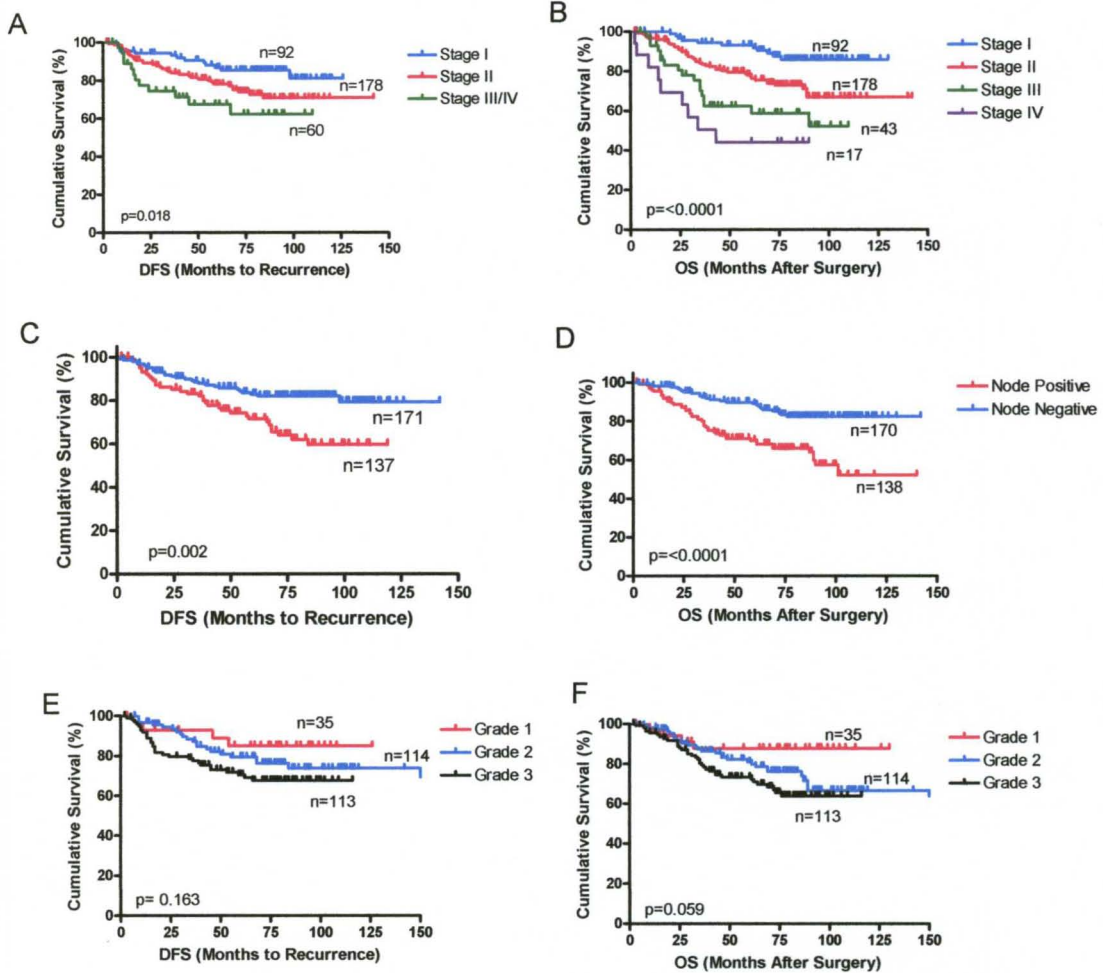 A
Cumulative Survival (%)
100
80
60
40
20
0
0 25 50 75 100 125 150
DFS (Months to Recurrence)
n=92
n=178
n=60
p=0.018
Stage I
Stage II
Stage III/IV
B
Cumulative Survival (%)
100
80
60
40
20
0
0 25 50 75 100 125 150
OS (Months After Surgery)
n=92
n=178
n=43
n=17
p=<0.0001
Stage I
Stage II
Stage III
Stage IV
C
Cumulative Survival (%)
100
80
60
40
20
0
0 25 50 75 100 125 150
DFS (Months to Recurrence)
n=171
n=137
p=0.002
D
Cumulative Survival (%)
100
80
60
40
20
0
0 25 50 75 100 125 150
OS (Months After Surgery)
n=170
n=138
p=<0.0001
Node Positive
Node Negative
E
Cumulative Survival (%)
100
80
60
40
20
0
0 25 50 75 100 125 150
DFS (Months to Recurrence)
n=35
n=114
n=113
p= 0.163
Grade 1
Grade 2
Grade 3
F
Cumulative Survival (%)
100
80
60
40
20
0
0 25 50 75 100 125 150
OS (Months After Surgery)
n=35
n=114
n=113
p=0.059
Grade 1
Grade 2
Grade 3